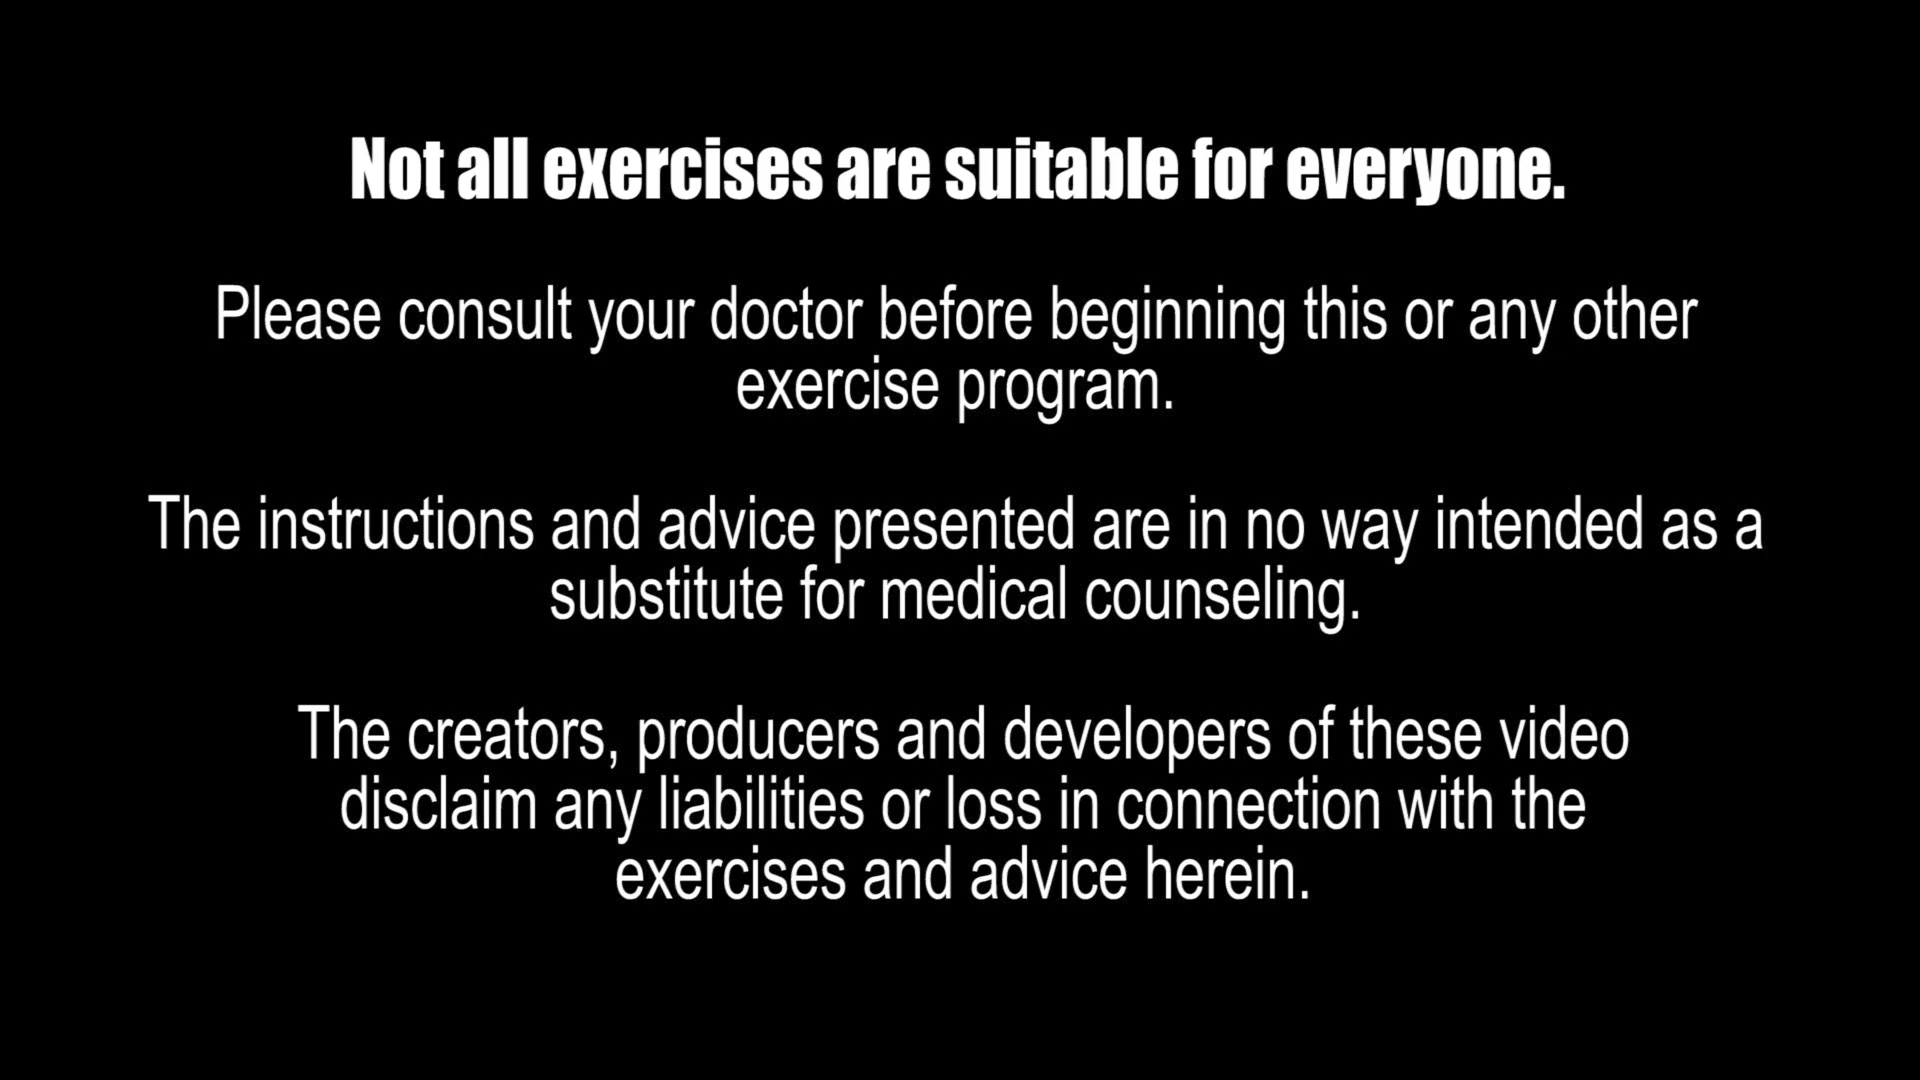 Not all exercises are suitable for everyone.
Please consult your doctor before beginning this or any other
exercise program.
The instructions and advice presented are in no way intended as a
substitute for medical counseling.
The creators, producers and developers of these video
disclaim any liabilities or loss in connection with the
exercises and advice herein.